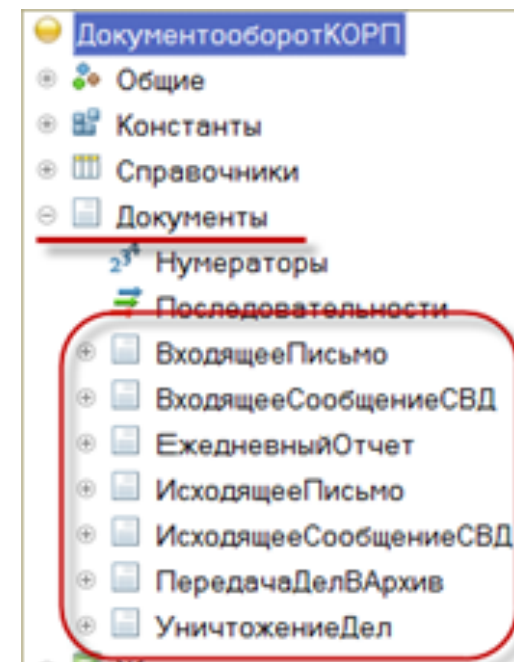 ДокументооборотКОРП
Общие
Константы
Справочники
Документы
Нумераторы
Последовательности
ВходящееПисьмо
ВходящееСообщениеСВД
ЕжедневныйОтчет
ИсходящееПисьмо
ИсходящееСообщениеСВД
ПередачаДелВАрхив
УничтожениеДел